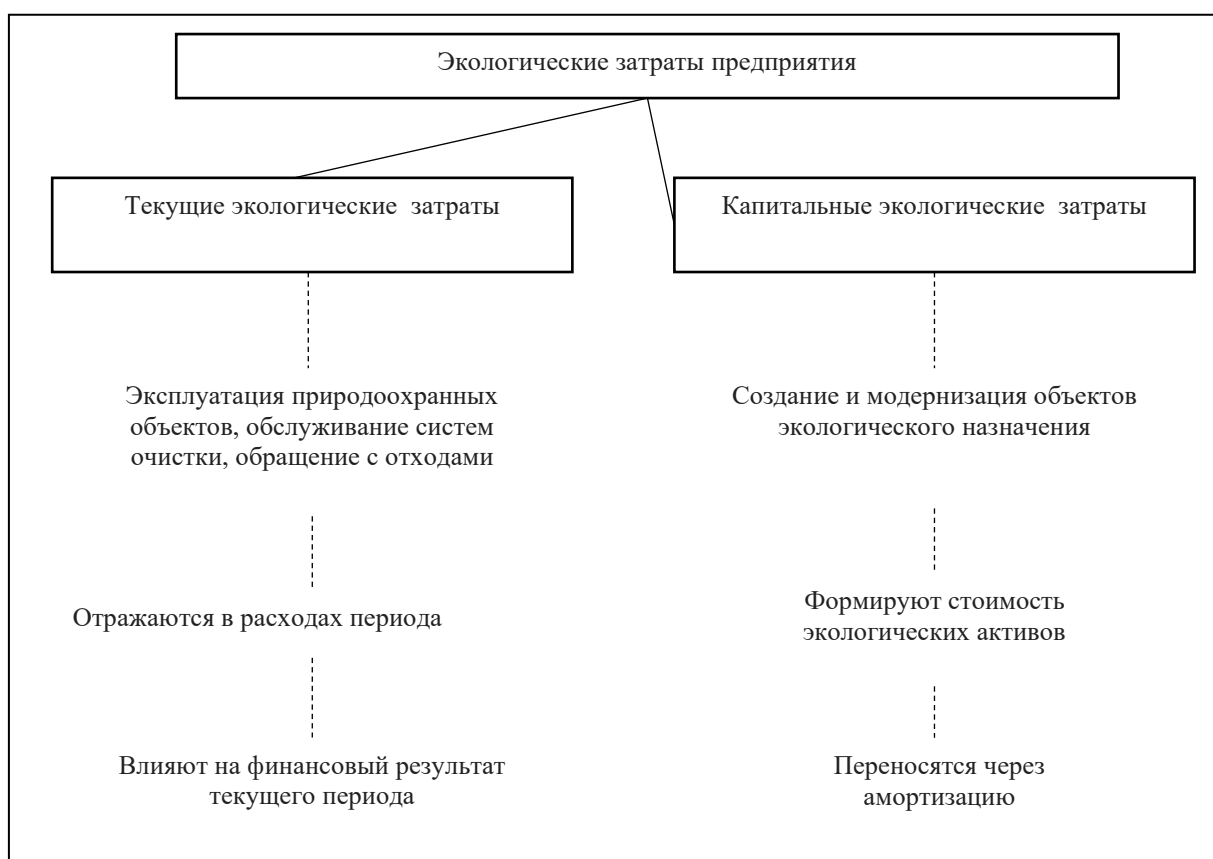 Экологические затраты предприятия
Текущие экологические затраты
Капитальные экологические затраты
Эксплуатация природоохранных
объектов, обслуживание систем
очистки, обращение с отходами
Создание и модернизация объектов
экологического назначения
Отражаются в расходах периода
Формируют стоимость
экологических активов
Влияют на финансовый результат
текущего периода
Переносятся через
амортизацию